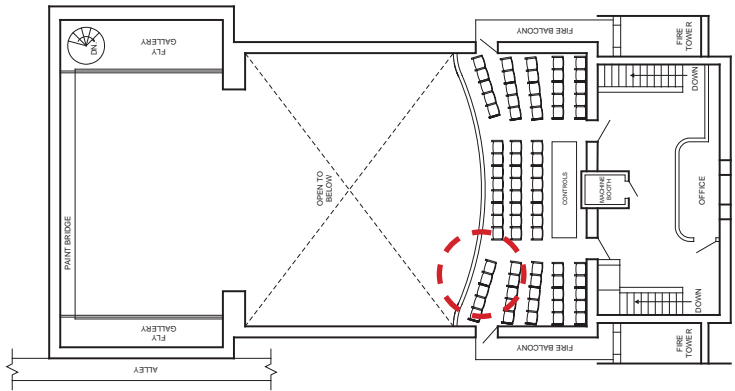 DN.
FLY
GALLERY
FIRE BALCONY
FIRE
TOWER
DOWN
PAINT BRIDGE
OPEN TO
BELOW
CONTROLS
MACHINE
BOOTH
OFFICE
DOWN
FLY
GALLERY
FIRE BALCONY
FIRE
TOWER
ALLEY